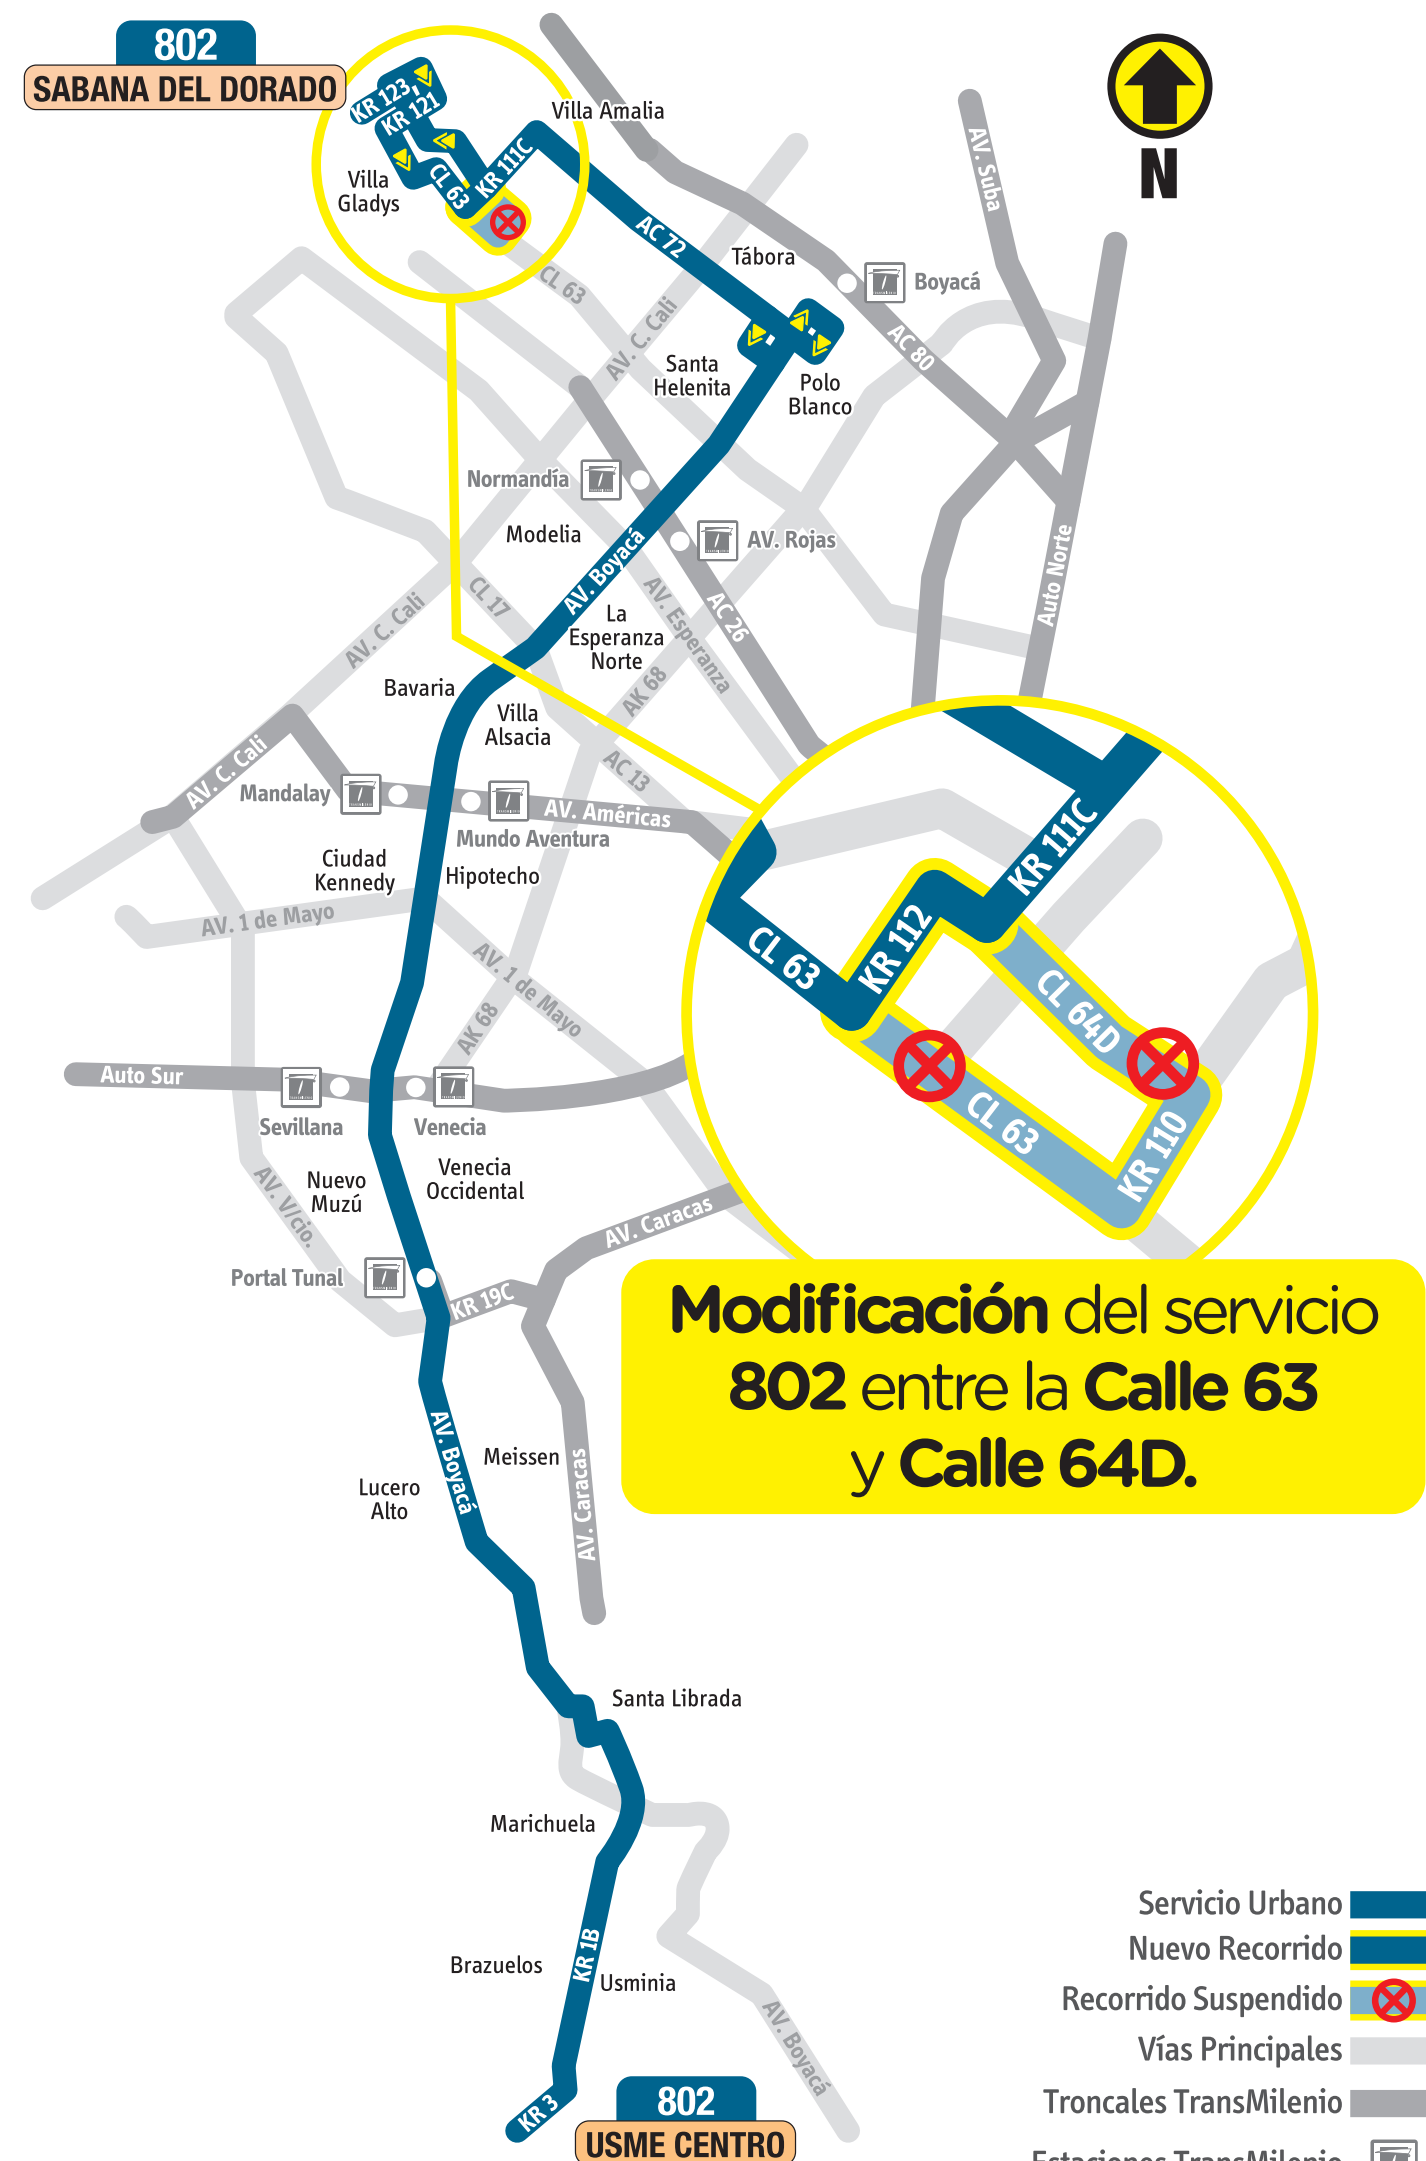 802
SABANA DEL DORADO
KR 123
KR 121
Villa
Gladys
CL 63
KR 111C
Villa Amalia
N
AV. Suba
AC 72
Tábora
CL 63
Boyacá
AV. C. Cali
AC 80
Santa
Helenita
Polo
Blanco
Normandía
Modelia
AV. Rojas
AV. Boyacá
Auto Norte
CL 17
AV. C. Cali
AV. Esperanza
AC 26
La
Esperanza
Norte
AK 68
Bavaria
Villa
Alsacia
AC 13
AV. C. Cali
Mandalay
AV. Américas
Mundo Aventura
Ciudad
Kennedy
Hipotecho
AV. 1 de Mayo
AV. 1 de Mayo
AK 68
KR 111C
KR 112
CL 63
CL 64D
CL 63
KR 110
Auto Sur
Sevillana
Venecia
Venecia
Occidental
Nuevo
Muzú
AV. V/cio.
AV. Caracas
Portal Tunal
KR 19C
Modificación del servicio
802 entre la Calle 63
y Calle 64D.
AV. Boyacá
Meissen
Lucero
Alto
AV. Caracas
Santa Librada
Marichuela
KR 1B
Brazuelos
Usminia
AV. Boyacá
KR 3
802
USME CENTRO
Servicio Urbano
Nuevo Recorrido
Recorrido Suspendido
Vías Principales
Troncales TransMilenio
Estaciones TransMilenio